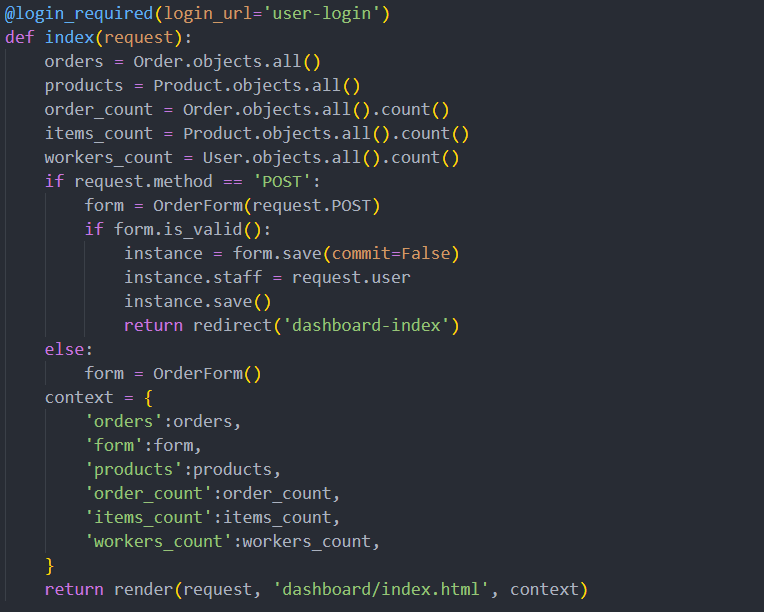 @login_required(login_url='user-login')
def index(request):
    orders = Order.objects.all()
    products = Product.objects.all()
    order_count = Order.objects.all().count()
    items_count = Product.objects.all().count()
    workers_count = User.objects.all().count()
    if request.method == 'POST':
        form = OrderForm(request.POST)
        if form.is_valid():
            instance = form.save(commit=False)
            instance.staff = request.user
            instance.save()
            return redirect('dashboard-index')
    else:
        form = OrderForm()
    context = {
        'orders':orders,
        'form':form,
        'products':products,
        'order_count':order_count,
        'items_count':items_count,
        'workers_count':workers_count,
    }
    return render(request, 'dashboard/index.html', context)